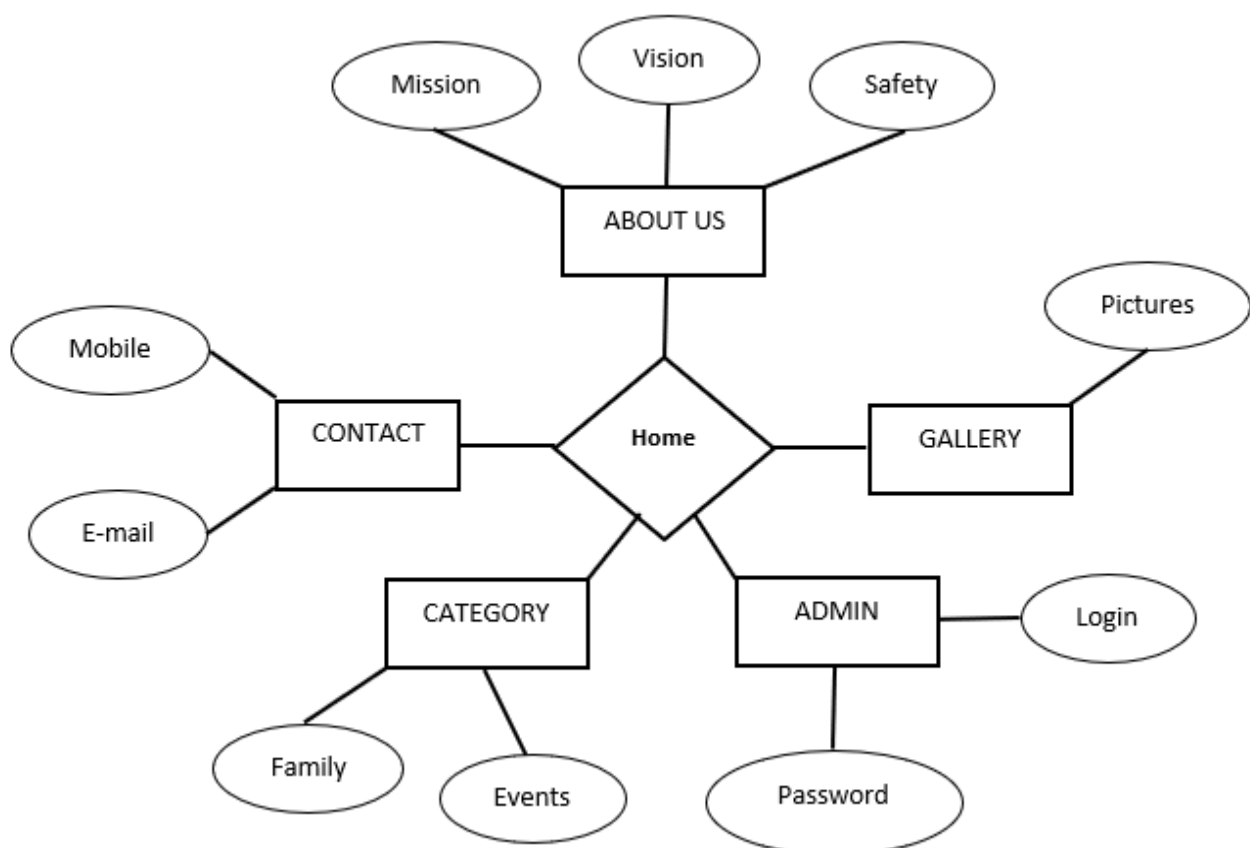 Vision
Mission
Safety
ABOUT US
Pictures
Mobile
CONTACT
Home
GALLERY
E-mail
CATEGORY
ADMIN
Login
Family
Events
Password